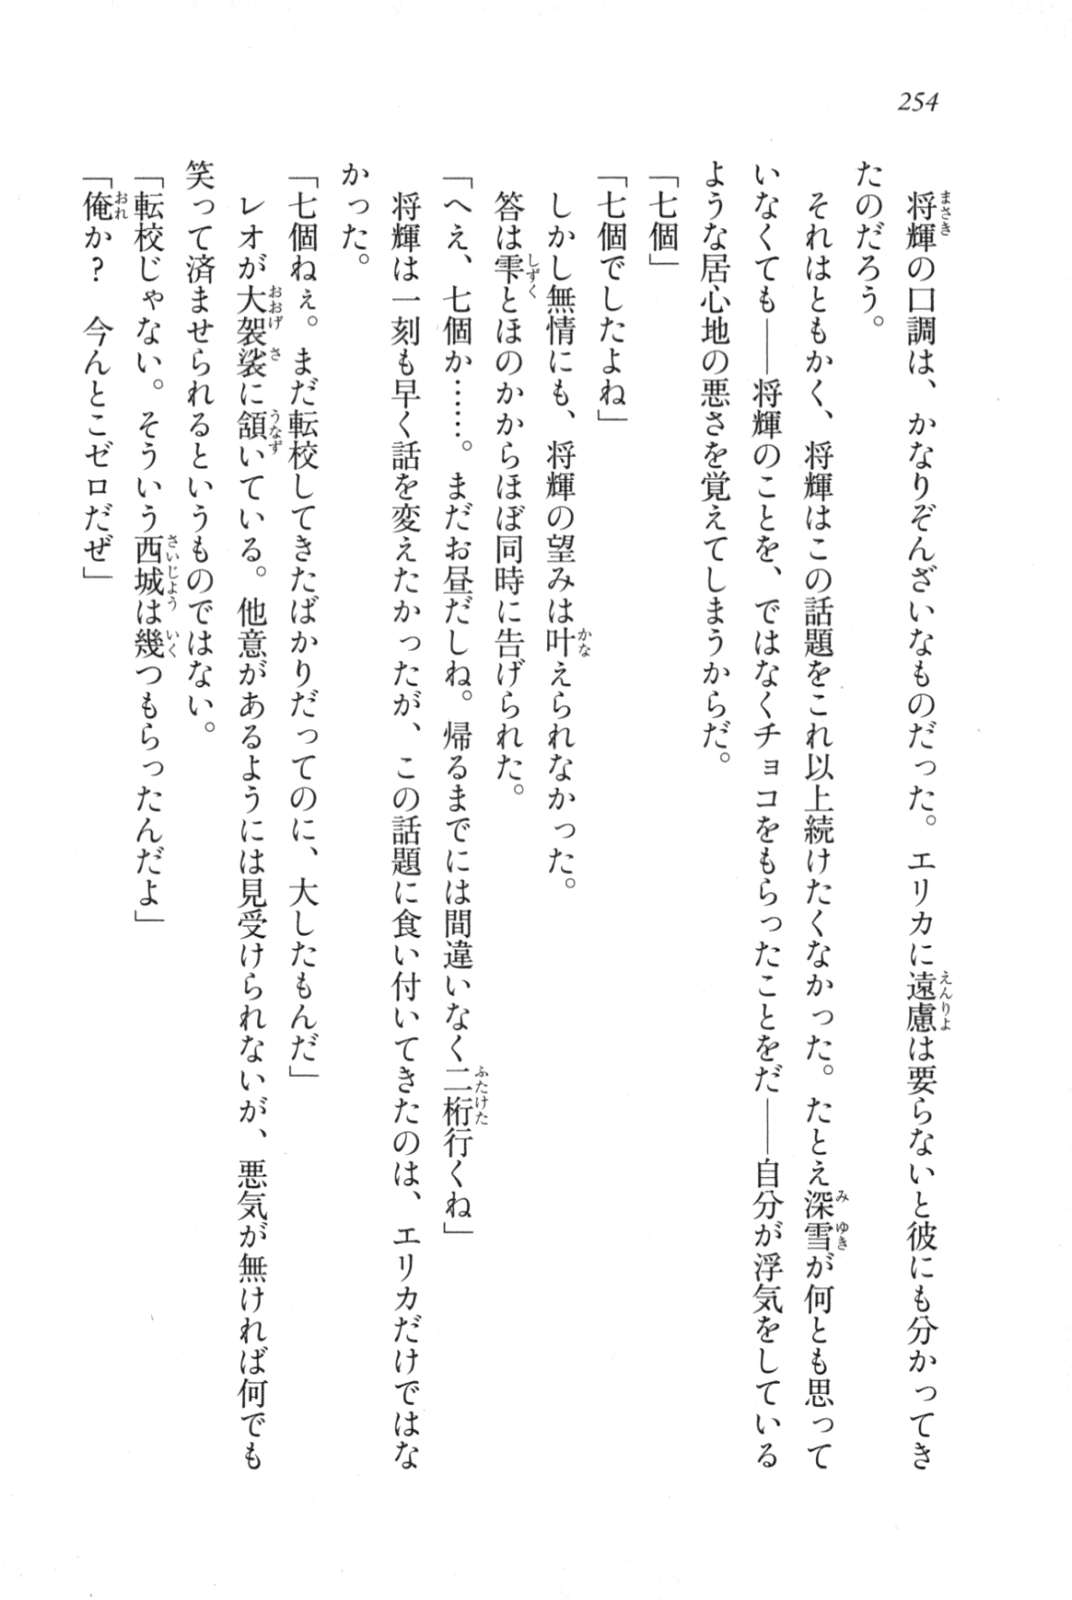 254
将輝の口調は、かなりぞんざいなものだった。エリカに遠慮は要らないと彼にも分かってき
たのだろう。
それはともかく、将輝はこの話題をこれ以上続けたくなかった。たとえ深雪が何とも思って
いなくても――将輝のことを、ではなくチョコをもらったことをだ――自分が浮気をしている
ような居心地の悪さを覚えてしまうからだ。
「七個」
「七個でしたよね」
しかし無情にも、将輝の望みは叶えられなかった。
答は雫とほのかからほぼ同時に告げられた。
「へえ、七個か……。まだお昼だしね。帰るまでには間違いなく二桁行くね」
将輝は一刻も早く話を変えたかったが、この話題に食い付いてきたのは、エリカだけではな
かった。
「七個ねぇ。まだ転校してきたばかりだってのに、大したもんだ」
レオが大袈裟に頷いている。他意があるようには見受けられないが、悪気が無ければ何でも
笑って済ませられるというものではない。
「転校じゃない。そういう西城は幾つもらったんだよ」
「俺か？　今んとこゼロだぜ」